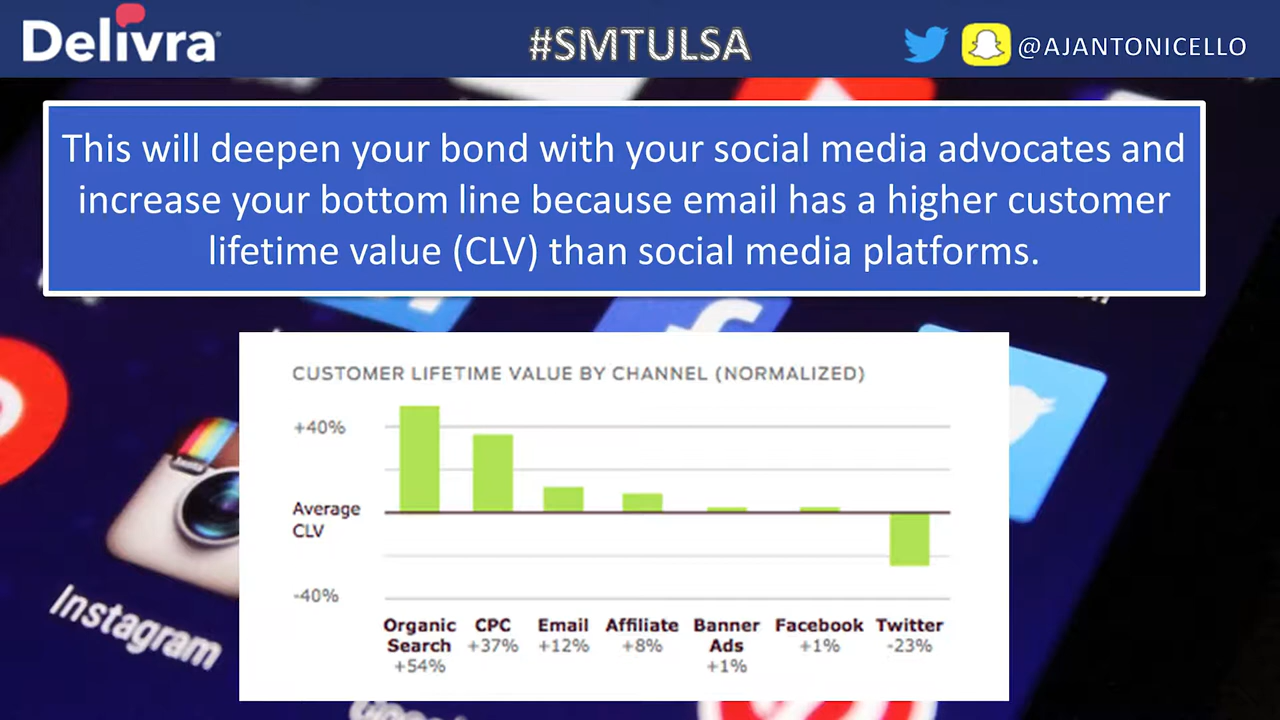 Delivra
#SMTULSA
@AJANTONICELLO
This will deepen your bond with your social media advocates and
increase your bottom line because email has a higher customer
lifetime value (CLV) than social media platforms.
CUSTOMER LIFETIME VALUE BY CHANNEL (NORMALIZED)
+40%
Average
CLV
-40%
Organic Search +54%
CPC +37%
Email +12%
Affiliate +8%
Banner Ads +1%
Facebook +1%
Twitter -23%
Instagram